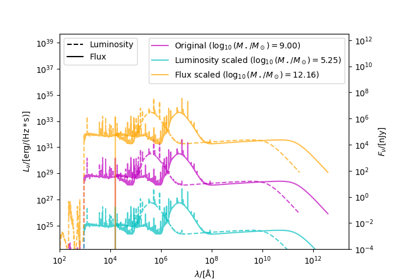 Luminosity
Flux
Original (log₁₀(M⋆/M⊙) = 9.00)
Luminosity scaled (log₁₀(M⋆/M⊙) = 5.25)
Flux scaled (log₁₀(M⋆/M⊙) = 12.16)
10³⁹
10³⁷
10³⁵
10³³
10³¹
10²⁹
10²⁷
10²⁵
Lν/[erg/(Hz*s)]
10¹²
10¹⁰
10⁸
10⁶
10⁴
10²
10⁰
10⁻²
10⁻⁴
Fν/[nJy]
10² 10⁴ 10⁶ 10⁸ 10¹⁰ 10¹²
λ/[Å]